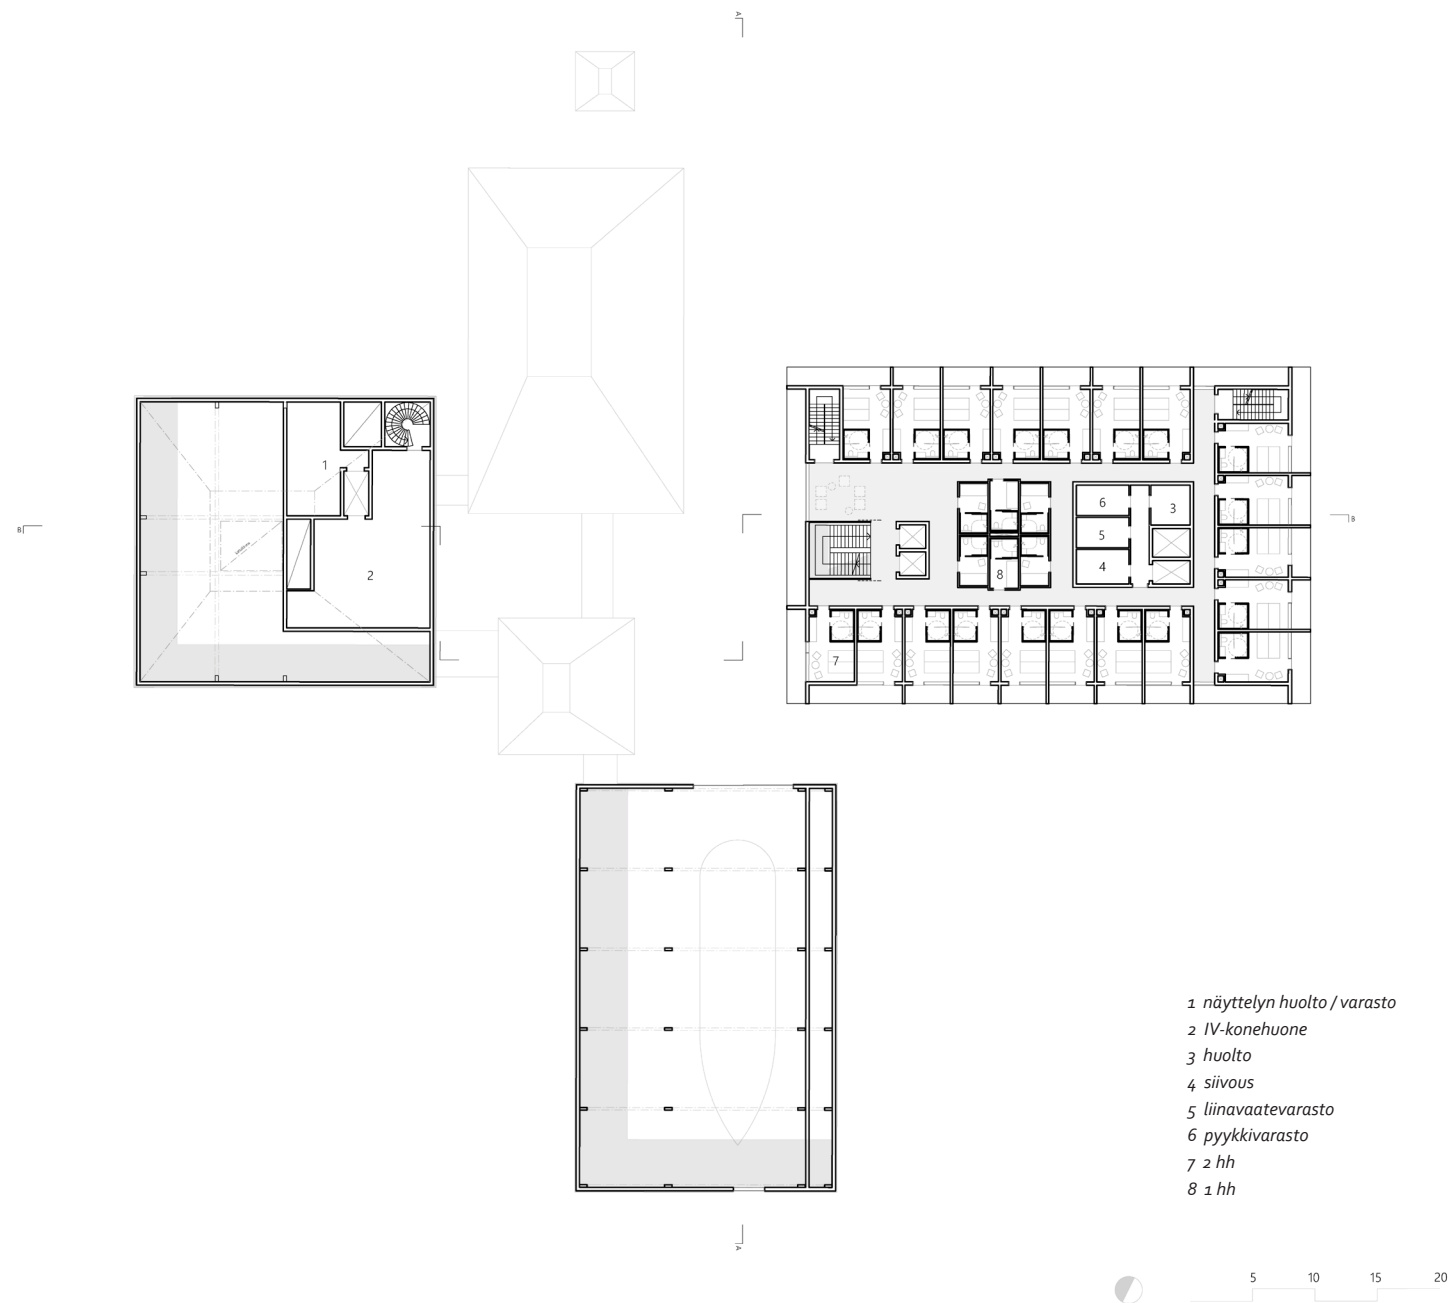 A
1
2
B
6
3
5
4
8
7
B
1 näyttelyn huolto / varasto
2 IV-konehuone
3 huolto
4 siivous
5 liinavaatevarasto
6 pyykkivarasto
7 2 hh
8 1 hh
A
5 10 15 20